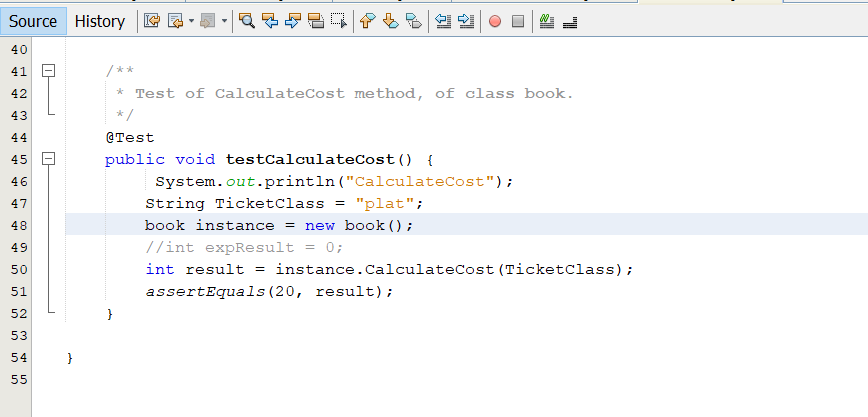 Source History
40
41 /**
42 * Test of CalculateCost method, of class book.
43 */
44 @Test
45 public void testCalculateCost() {
46 System.out.println("CalculateCost");
47 String TicketClass = "plat";
48 book instance = new book();
49 //int expResult = 0;
50 int result = instance.CalculateCost(TicketClass);
51 assertEquals(20, result);
52 }
53
54 }
55